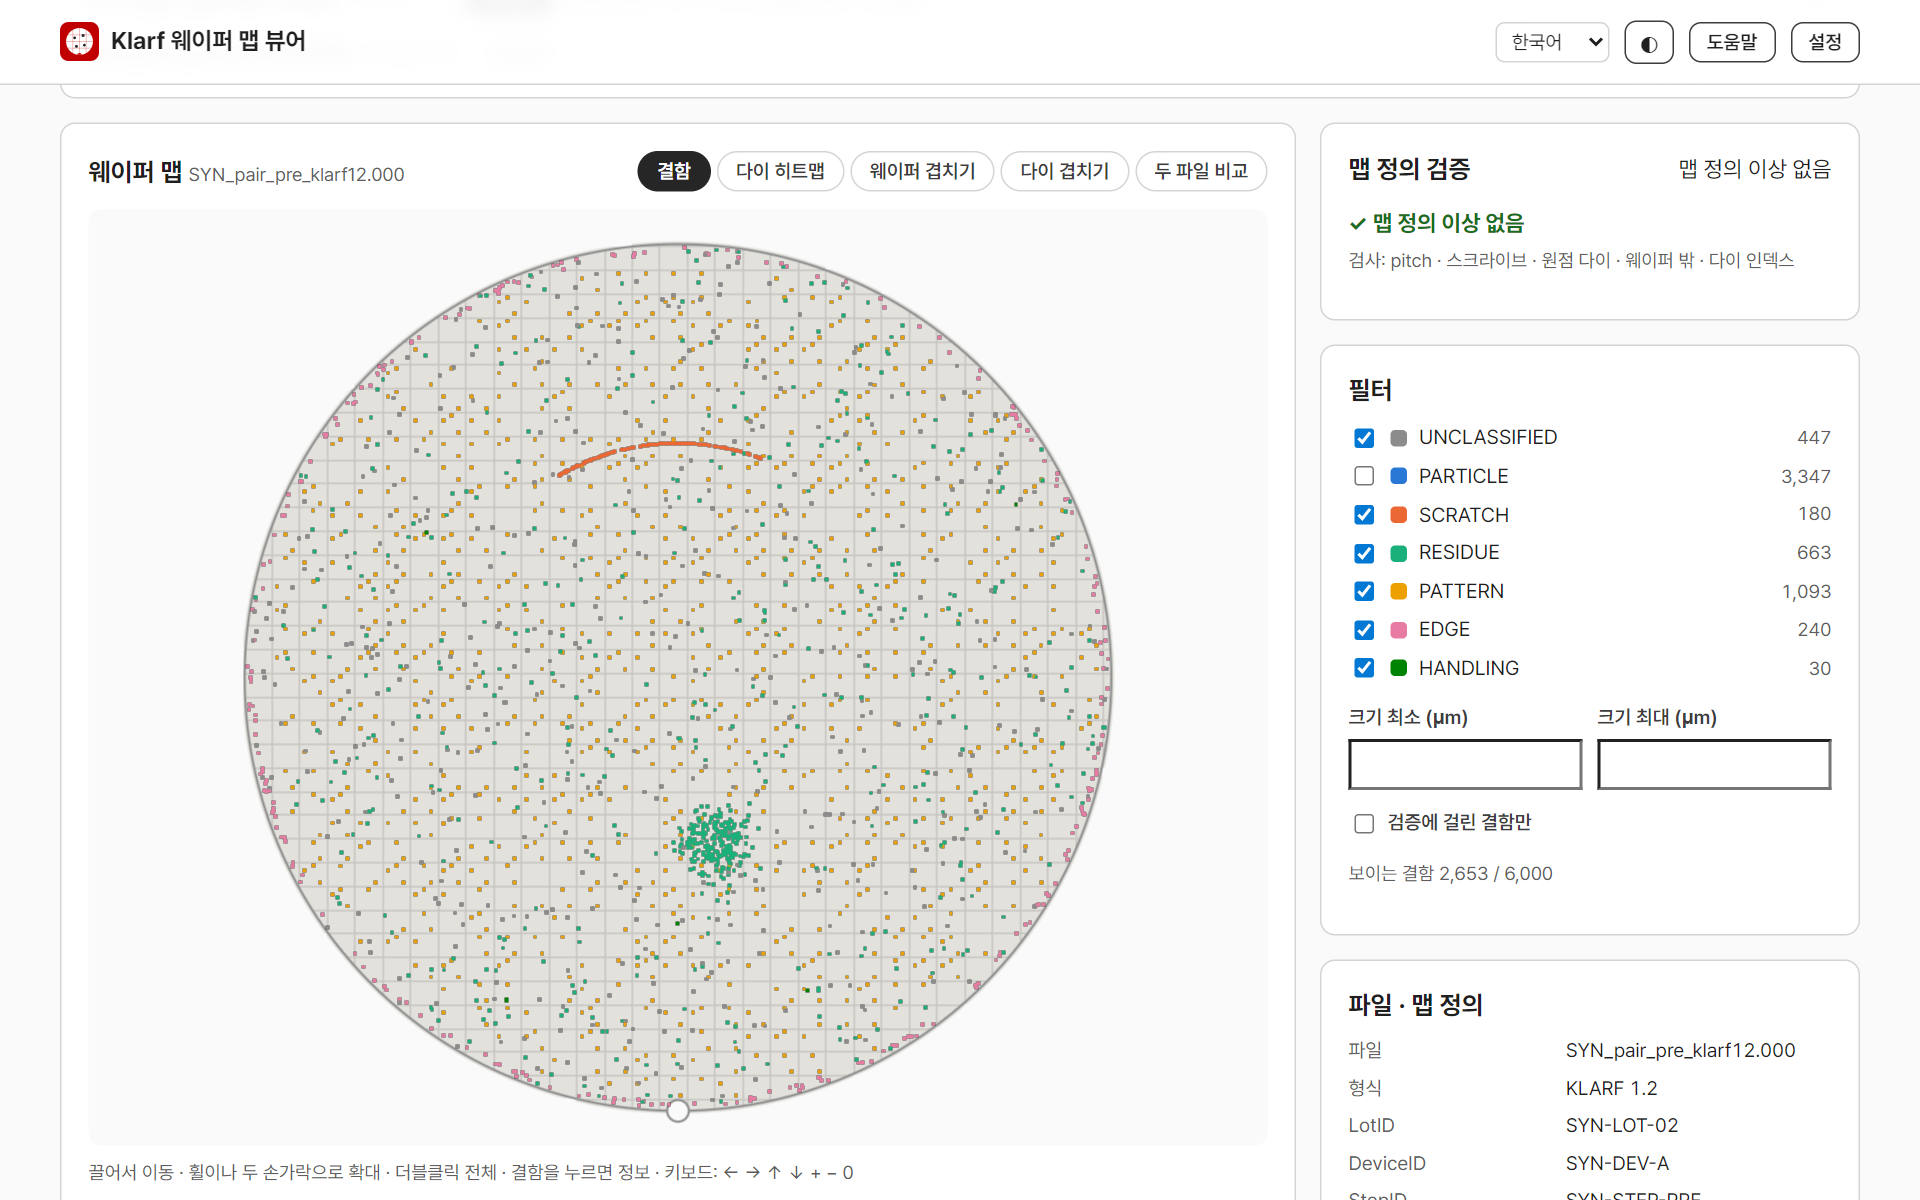 Klarf 웨이퍼 맵 뷰어
한국어
도움말
설정
웨이퍼 맵 SYN_pair_pre_klarf12.000
결함
다이 히트맵
웨이퍼 겹치기
다이 겹치기
두 파일 비교
끌어서 이동 · 휠이나 두 손가락으로 확대 · 더블클릭 전체 · 결함을 누르면 정보 · 키보드: ← → ↑ ↓ + − 0
맵 정의 검증
맵 정의 이상 없음
✓ 맵 정의 이상 없음
검사: pitch · 스크라이브 · 원점 다이 · 웨이퍼 밖 · 다이 인덱스
필터
UNCLASSIFIED 447
PARTICLE 3,347
SCRATCH 180
RESIDUE 663
PATTERN 1,093
EDGE 240
HANDLING 30
크기 최소 (μm)
크기 최대 (μm)
검증에 걸린 결함만
보이는 결함 2,653 / 6,000
파일 · 맵 정의
파일 SYN_pair_pre_klarf12.000
형식 KLARF 1.2
LotID SYN-LOT-02
DeviceID SYN-DEV-A
StepID SYN-STEP-PRE